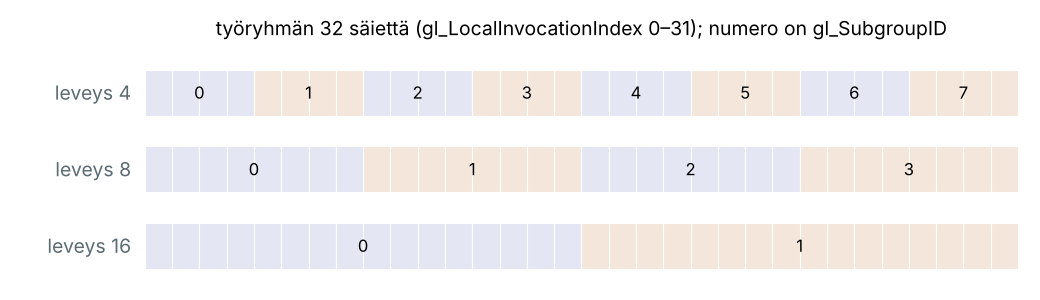 työryhmän 32 säiettä (gl_LocalInvocationIndex 0–31); numero on gl_SubgroupID
leveys 4 0 1 2 3 4 5 6 7
leveys 8 0 1 2 3
leveys 16 0 1